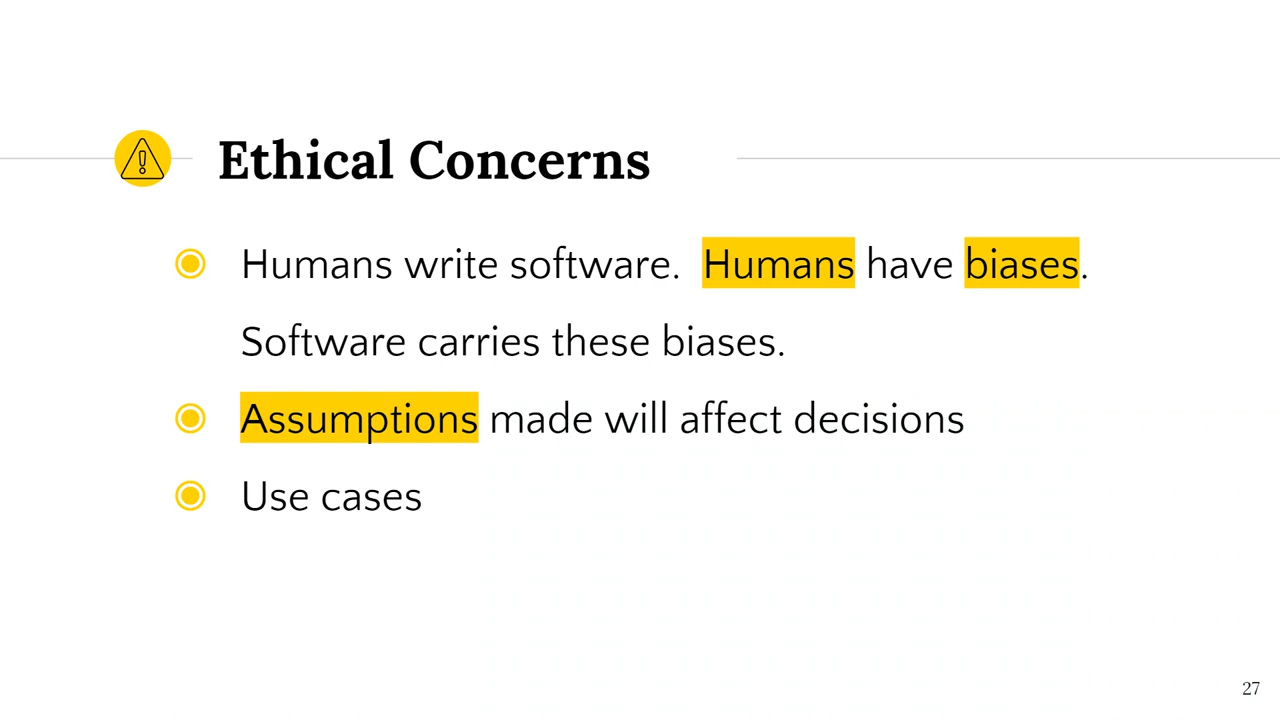 Ethical Concerns
Humans write software.  Humans have biases.
Software carries these biases.
Assumptions made will affect decisions
Use cases
27